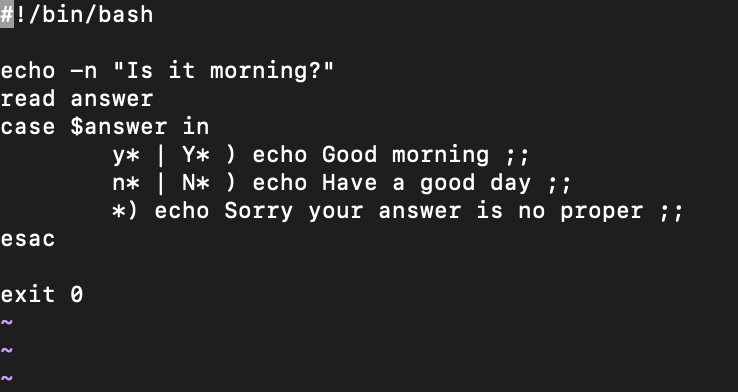 #!/bin/bash

echo -n "Is it morning?"
read answer
case $answer in
        y* | Y* ) echo Good morning ;;
        n* | N* ) echo Have a good day ;;
        *) echo Sorry your answer is no proper ;;
esac

exit 0
~
~
~